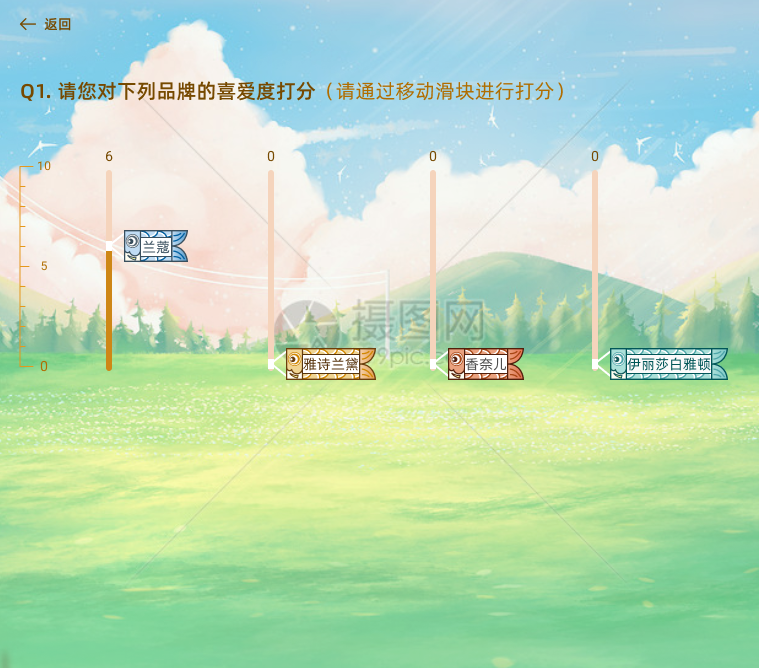 返回
Q1. 请您对下列品牌的喜爱度打分（请通过移动滑块进行打分）
6 0 0 0
10
兰蔻
5
摄图网
雅诗兰黛 香奈儿 伊丽莎白雅顿
0